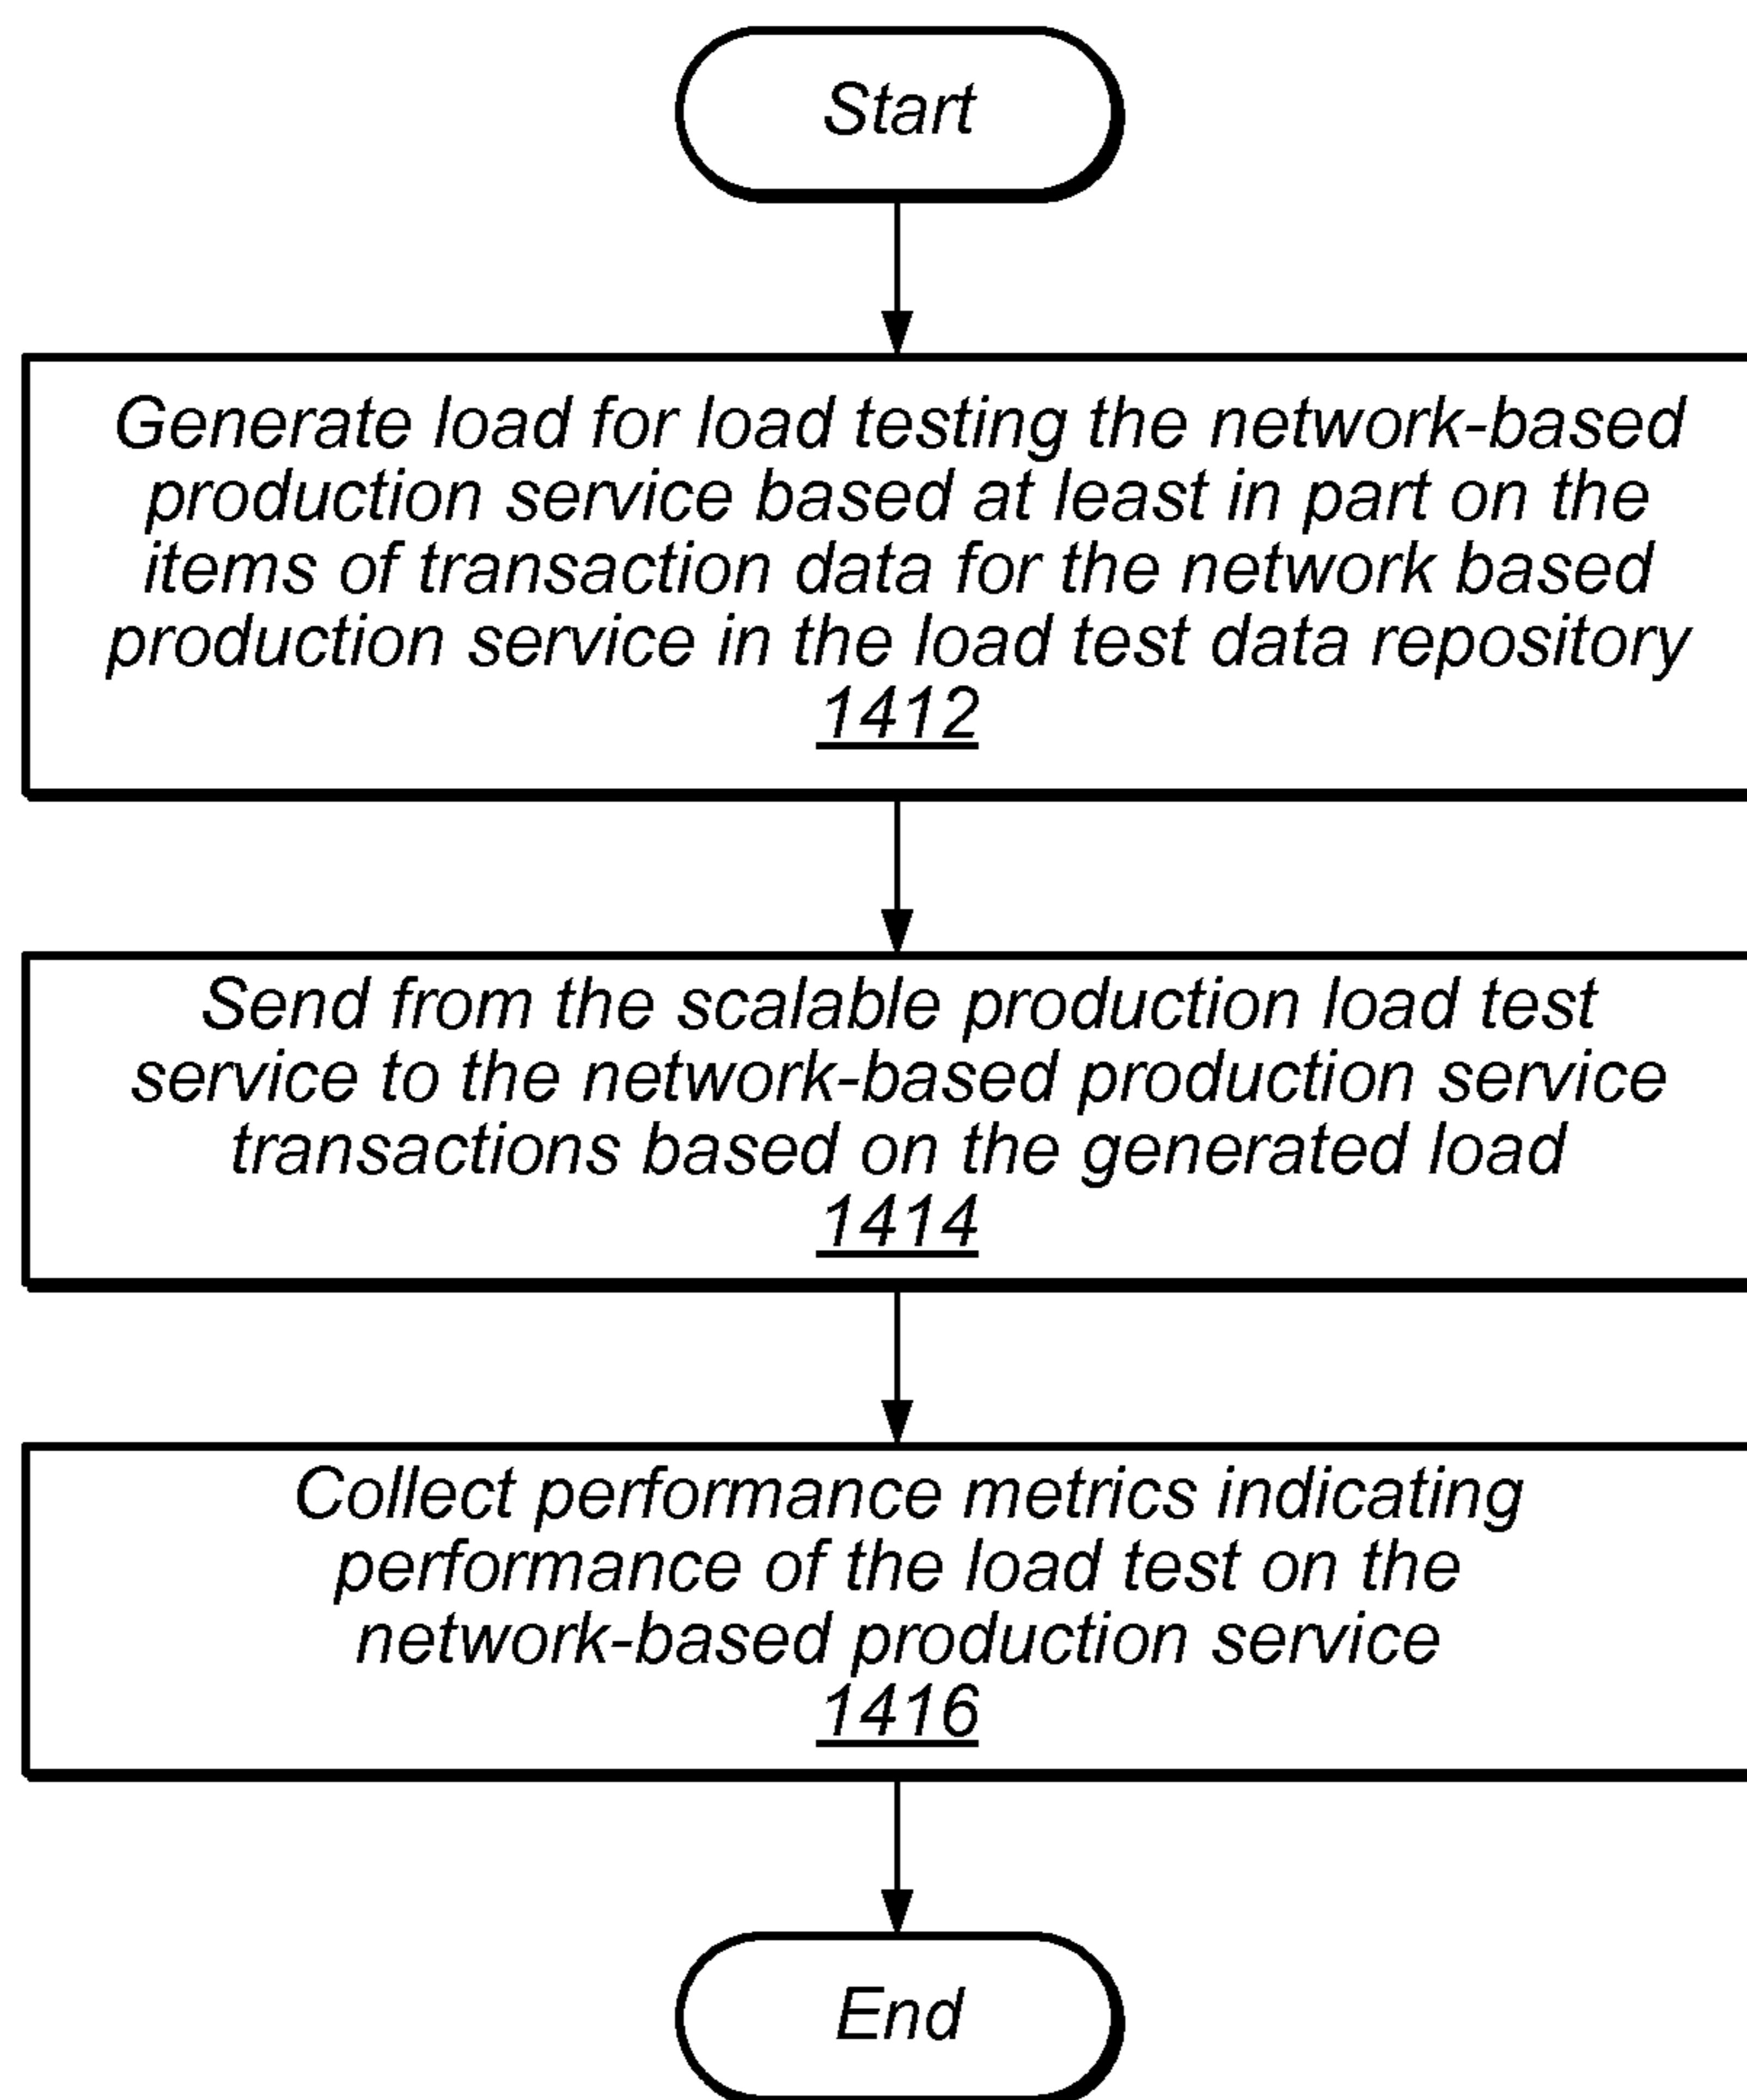 Start
Generate load for load testing the network-based
production service based at least in part on the
items of transaction data for the network based
production service in the load test data repository
1412
Send from the scalable production load test
service to the network-based production service
transactions based on the generated load
1414
Collect performance metrics indicating
performance of the load test on the
network-based production service
1416
End